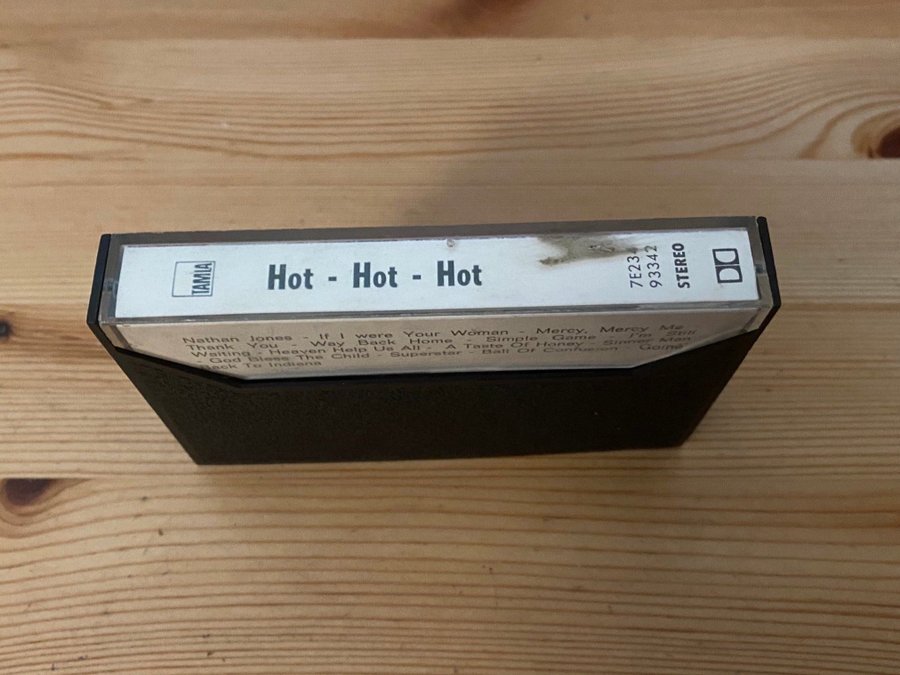 TAMLA
Hot - Hot - Hot
7E234
93342
STEREO
Nathan Jones - If I were Your Woman - Mercy, Mercy Me
Thank You - Way Back Home - Simple Game - I'm Still
Waiting - Heaven Help Us All - A Taste Of Honey - Sinner Man
- God Bless The Child - Superstar - Ball Of Confusion - Going
Back To Indiana